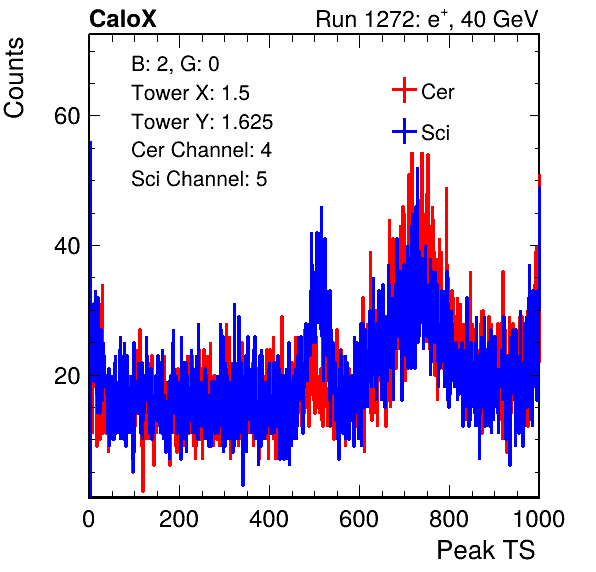 CaloX Run 1272: e⁺, 40 GeV
Counts
B: 2, G: 0
Tower X: 1.5
Tower Y: 1.625
Cer Channel: 4
Sci Channel: 5
Cer
Sci
60
40
20
0 200 400 600 800 1000
Peak TS